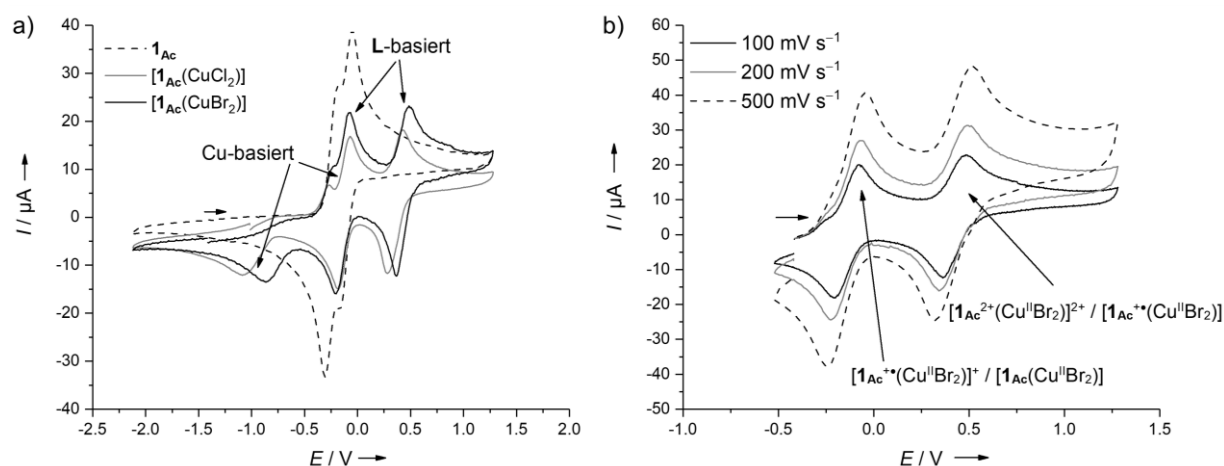 a)
1Ac
[1Ac(CuCl2)]
[1Ac(CuBr2)]
L-basiert
Cu-basiert
40
30
20
10
0
-10
-20
-30
-40
I / µA
-2.5 -2.0 -1.5 -1.0 -0.5 0.0 0.5 1.0 1.5 2.0
E / V
b)
100 mV s⁻¹
200 mV s⁻¹
500 mV s⁻¹
[1Ac²⁺(CuᴵᴵBr2)]²⁺ / [1Ac⁺•(CuᴵᴵBr2)]
[1Ac⁺•(CuᴵᴵBr2)]⁺ / [1Ac(CuᴵᴵBr2)]
60
50
40
30
20
10
0
-10
-20
-30
-40
-50
I / µA
-1.0 -0.5 0.0 0.5 1.0 1.5
E / V